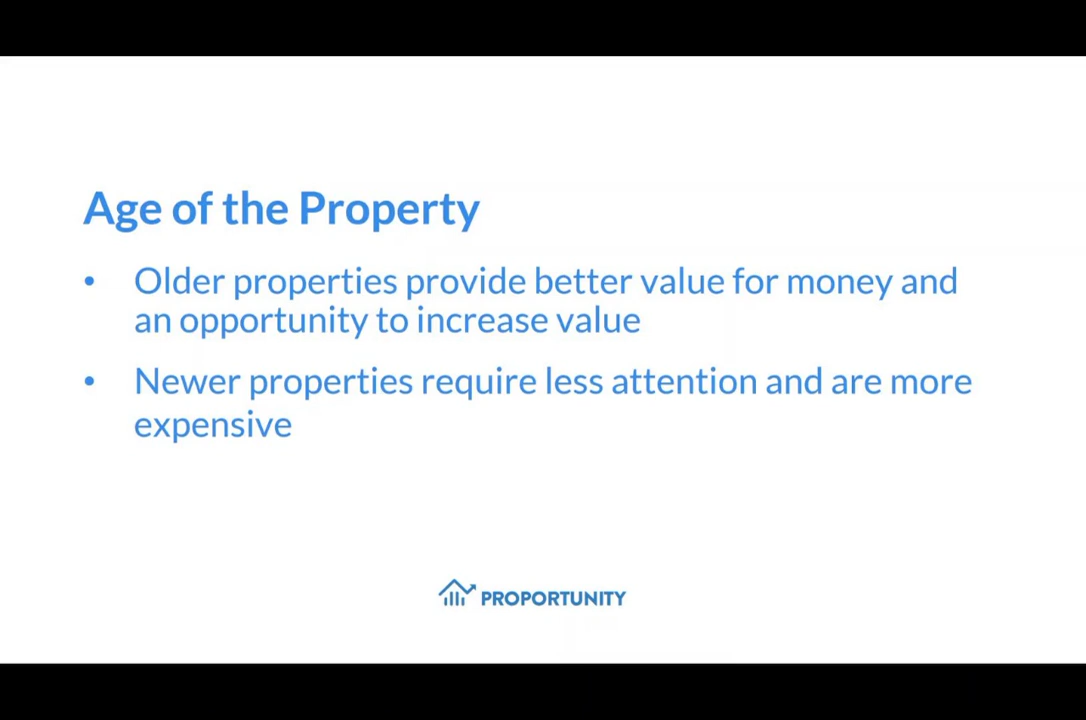 Age of the Property
• Older properties provide better value for money and
an opportunity to increase value
• Newer properties require less attention and are more
expensive
PROPORTUNITY